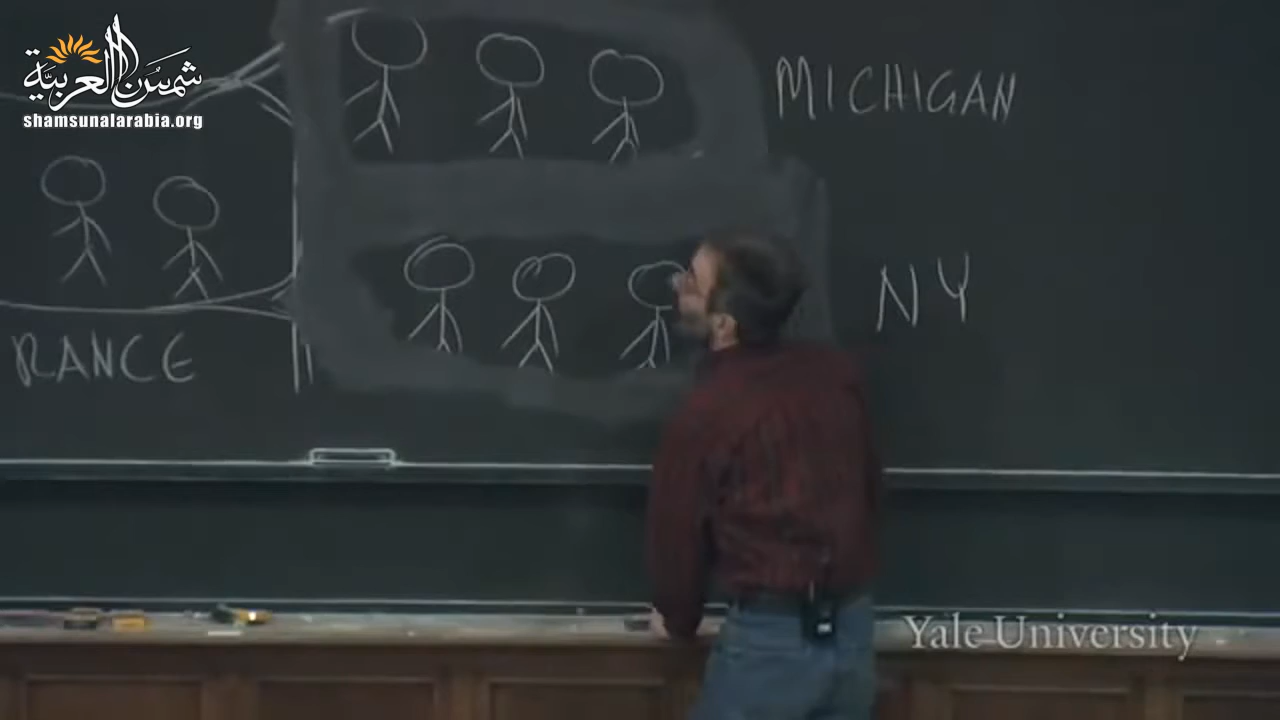 شمس العربية
shamsunalarabia.org
MICHIGAN
NY
RANCE
Yale University